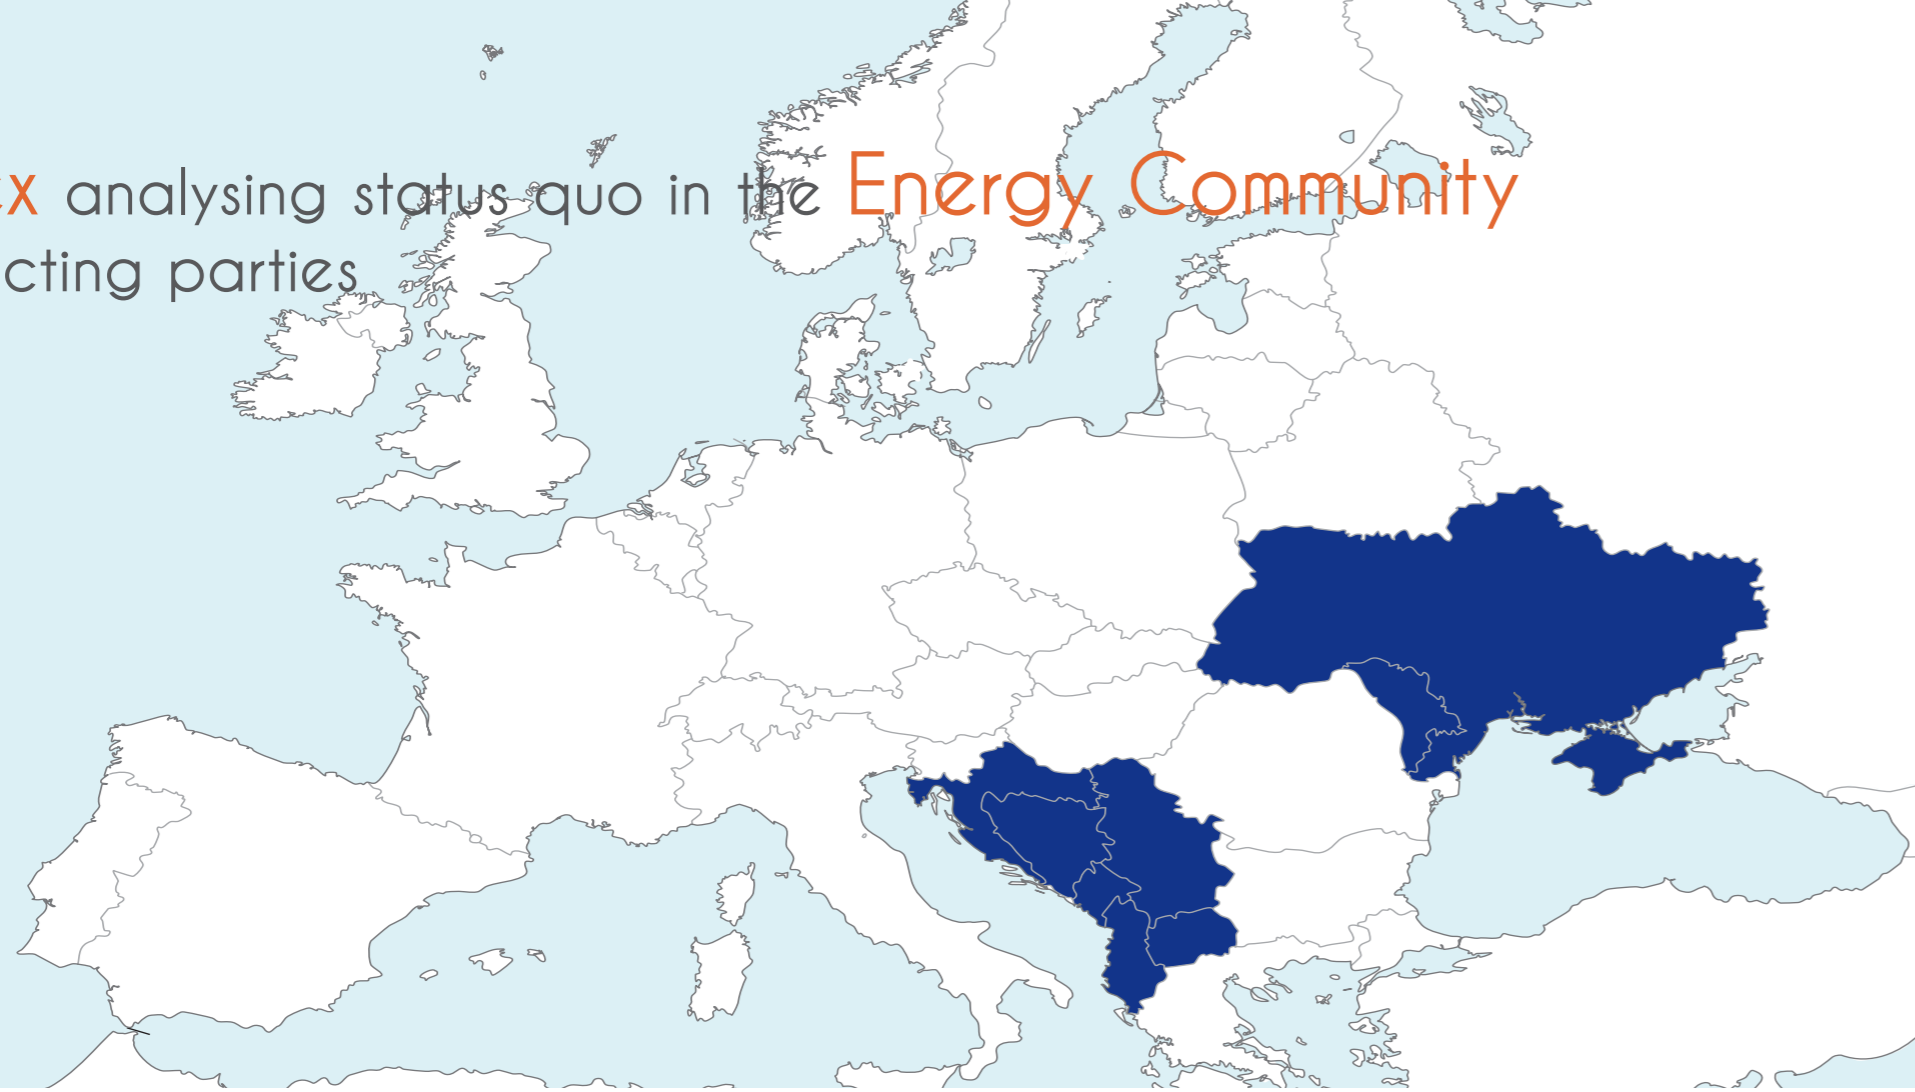 x analysing status quo in the Energy Community
cting parties